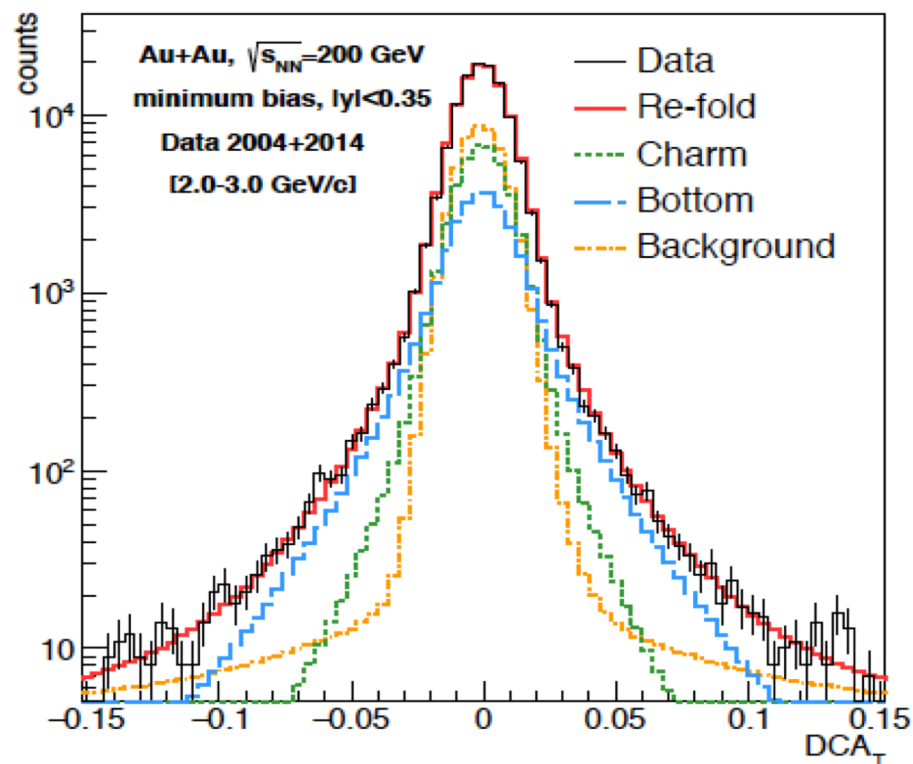 counts
Au+Au, √s_NN=200 GeV
minimum bias, |y|<0.35
Data 2004+2014
[2.0-3.0 GeV/c]
Data
Re-fold
Charm
Bottom
Background
10⁴
10³
10²
10
−0.15 −0.1 −0.05 0 0.05 0.1 0.15
DCA_T